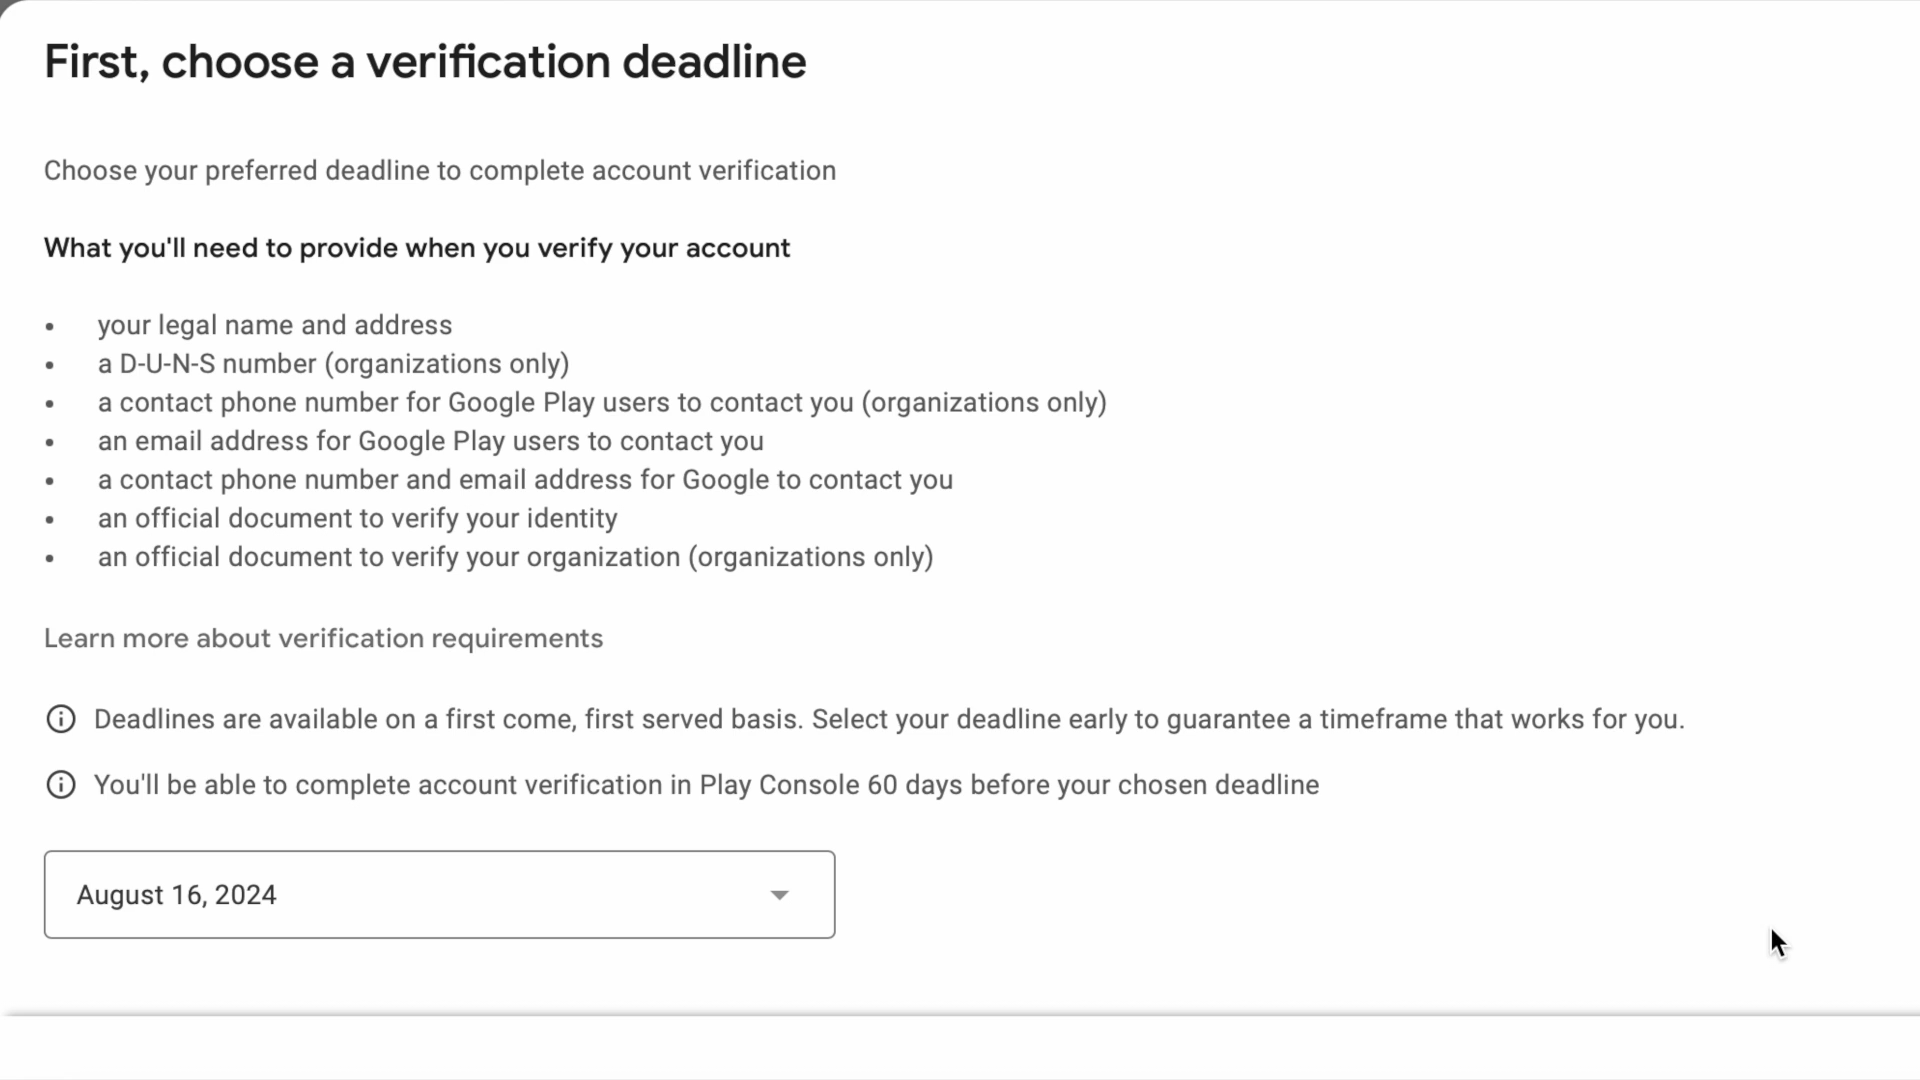 First, choose a verification deadline
Choose your preferred deadline to complete account verification
What you'll need to provide when you verify your account
• your legal name and address
• a D-U-N-S number (organizations only)
• a contact phone number for Google Play users to contact you (organizations only)
• an email address for Google Play users to contact you
• a contact phone number and email address for Google to contact you
• an official document to verify your identity
• an official document to verify your organization (organizations only)
Learn more about verification requirements
Deadlines are available on a first come, first served basis. Select your deadline early to guarantee a timeframe that works for you.
You'll be able to complete account verification in Play Console 60 days before your chosen deadline
August 16, 2024